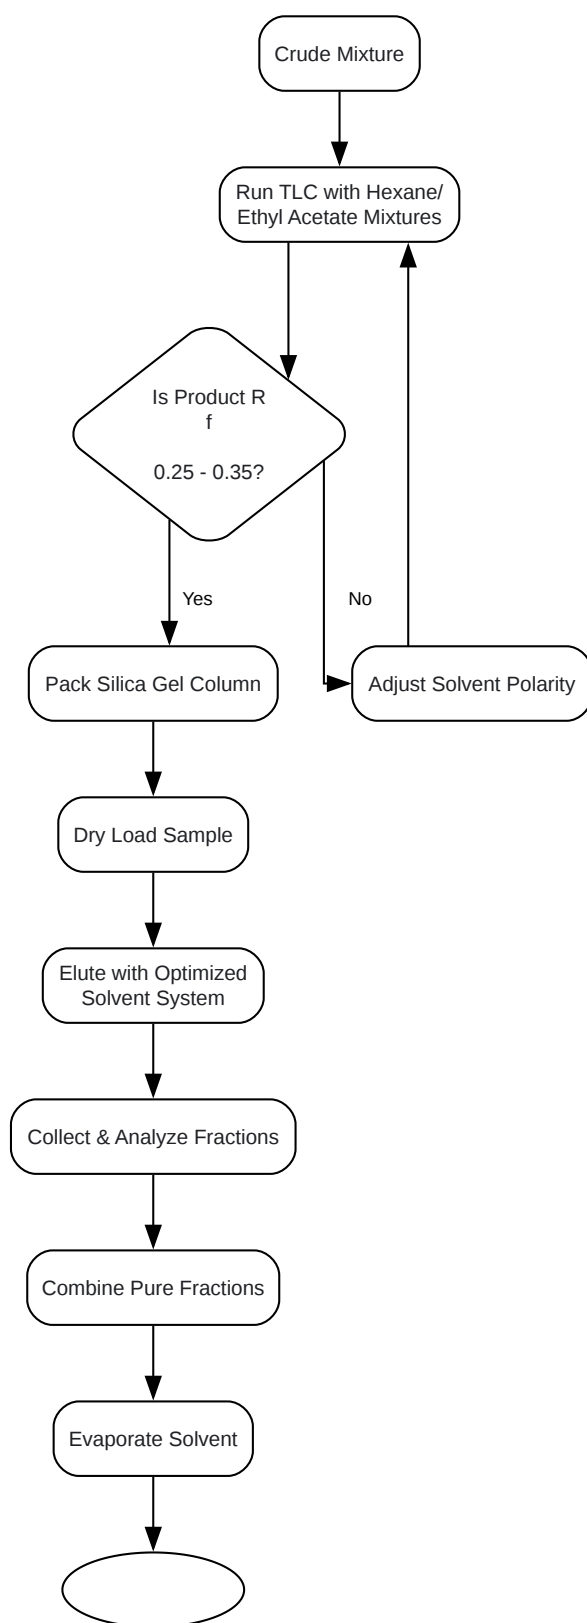 Crude Mixture
Run TLC with Hexane/
Ethyl Acetate Mixtures
Is Product R
f
0.25 - 0.35?
Yes
No
Pack Silica Gel Column
Adjust Solvent Polarity
Dry Load Sample
Elute with Optimized
Solvent System
Collect & Analyze Fractions
Combine Pure Fractions
Evaporate Solvent